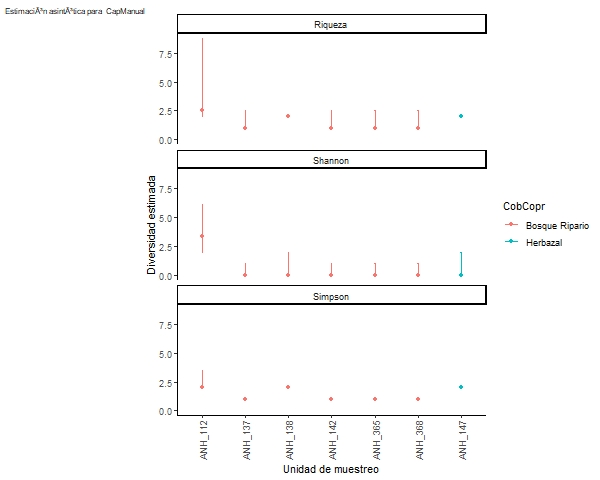 EstimaciÃ³n asintÃ³tica para CapManual
Riqueza
7.5
5.0
2.5
0.0
Shannon
7.5
5.0
2.5
0.0
Simpson
7.5
5.0
2.5
0.0
Diversidad estimada
ANH_112
ANH_137
ANH_138
ANH_142
ANH_365
ANH_368
ANH_147
Unidad de muestreo
CobCopr
Bosque Ripario
Herbazal